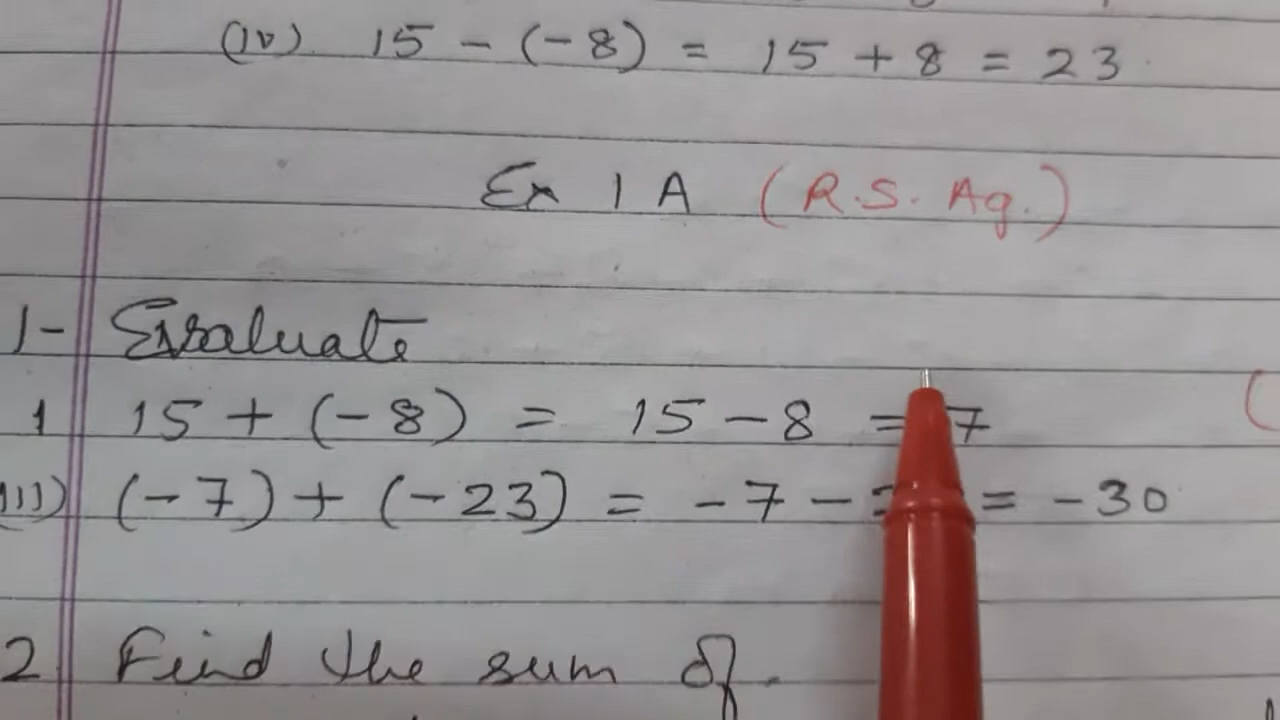 (iv) 15 - (-8) = 15 + 8 = 23
Ex 1 A (R.S. Ag.)
1- Evaluate
1 15 + (-8) = 15 - 8 = 7
(-7) + (-23) = -7 - = -30
2 Find the sum of